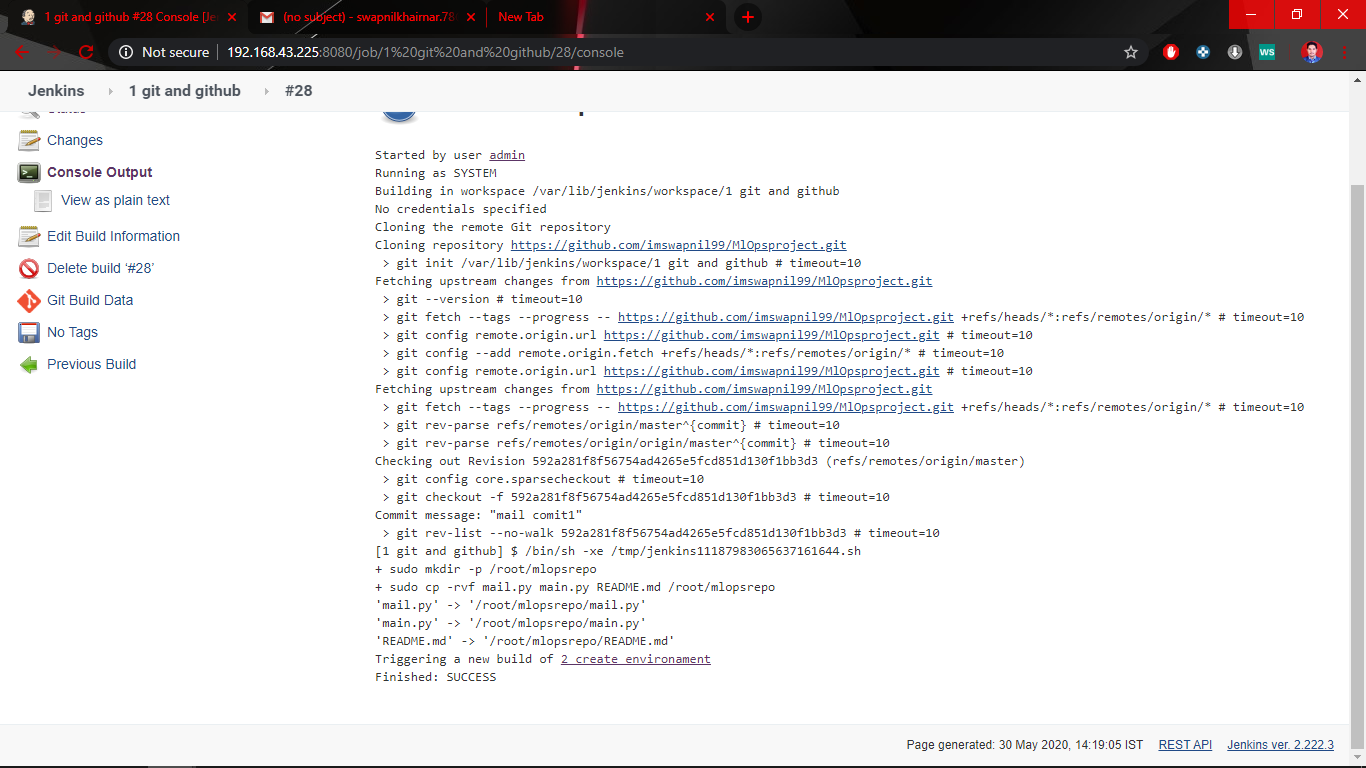 1 git and github #28 Console [Je
(no subject) - swapnilkhairnar.78
New Tab
Not secure
192.168.43.225:8080/job/1%20git%20and%20github/28/console
WS
Jenkins
1 git and github
#28
Changes
Console Output
View as plain text
Edit Build Information
Delete build ‘#28’
Git Build Data
No Tags
Previous Build
Started by user admin
Running as SYSTEM
Building in workspace /var/lib/jenkins/workspace/1 git and github
No credentials specified
Cloning the remote Git repository
Cloning repository https://github.com/imswapnil99/MlOpsproject.git
> git init /var/lib/jenkins/workspace/1 git and github # timeout=10
Fetching upstream changes from https://github.com/imswapnil99/MlOpsproject.git
> git --version # timeout=10
> git fetch --tags --progress -- https://github.com/imswapnil99/MlOpsproject.git +refs/heads/*:refs/remotes/origin/* # timeout=10
> git config remote.origin.url https://github.com/imswapnil99/MlOpsproject.git # timeout=10
> git config --add remote.origin.fetch +refs/heads/*:refs/remotes/origin/* # timeout=10
> git config remote.origin.url https://github.com/imswapnil99/MlOpsproject.git # timeout=10
Fetching upstream changes from https://github.com/imswapnil99/MlOpsproject.git
> git fetch --tags --progress -- https://github.com/imswapnil99/MlOpsproject.git +refs/heads/*:refs/remotes/origin/* # timeout=10
> git rev-parse refs/remotes/origin/master^{commit} # timeout=10
> git rev-parse refs/remotes/origin/origin/master^{commit} # timeout=10
Checking out Revision 592a281f8f56754ad4265e5fcd851d130f1bb3d3 (refs/remotes/origin/master)
> git config core.sparsecheckout # timeout=10
> git checkout -f 592a281f8f56754ad4265e5fcd851d130f1bb3d3 # timeout=10
Commit message: "mail comit1"
> git rev-list --no-walk 592a281f8f56754ad4265e5fcd851d130f1bb3d3 # timeout=10
[1 git and github] $ /bin/sh -xe /tmp/jenkins11187983065637161644.sh
+ sudo mkdir -p /root/mlopsrepo
+ sudo cp -rvf mail.py main.py README.md /root/mlopsrepo
'mail.py' -> '/root/mlopsrepo/mail.py'
'main.py' -> '/root/mlopsrepo/main.py'
'README.md' -> '/root/mlopsrepo/README.md'
Triggering a new build of 2 create environament
Finished: SUCCESS
Page generated: 30 May 2020, 14:19:05 IST
REST API
Jenkins ver. 2.222.3